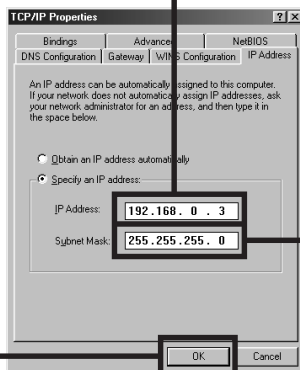 TCP/IP Properties
Bindings Advanced NetBIOS
DNS Configuration Gateway WINS Configuration IP Address
An IP address can be automatically assigned to this computer.
If your network does not automatically assign IP addresses, ask
your network administrator for an address, and then type it in
the space below.
Obtain an IP address automatically
Specify an IP address:
IP Address: 192.168. 0 . 3
Subnet Mask: 255.255.255. 0
OK Cancel